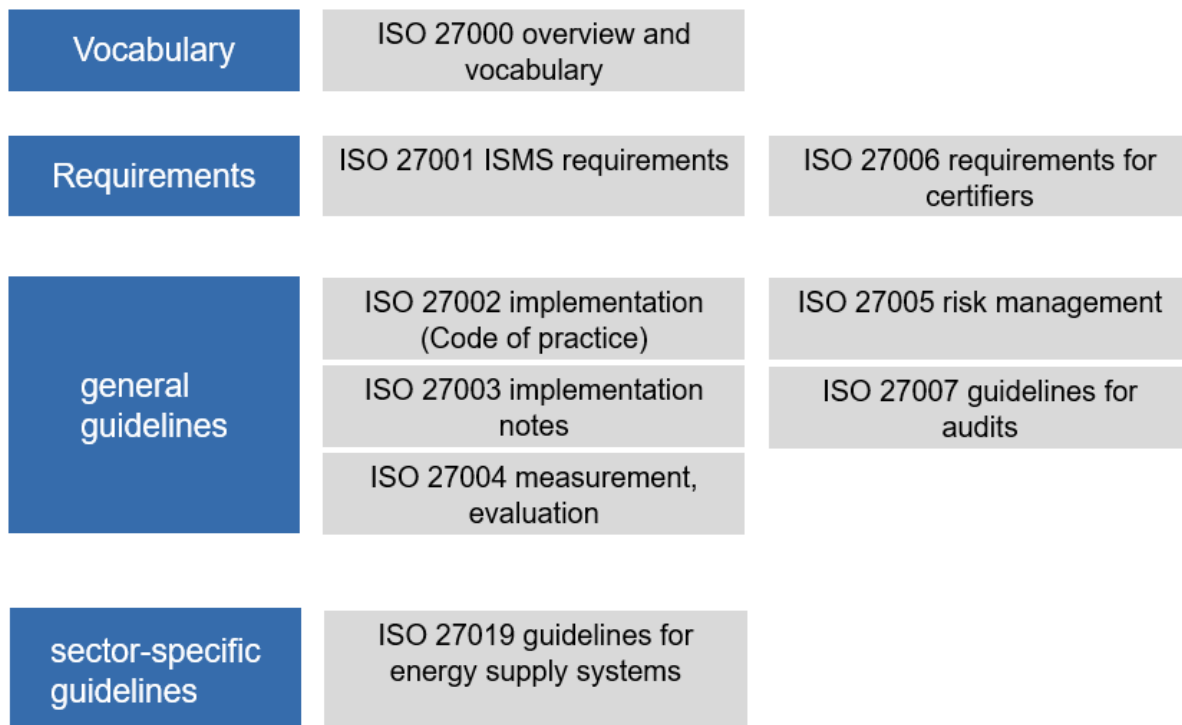 Vocabulary
ISO 27000 overview and
vocabulary
Requirements
ISO 27001 ISMS requirements
ISO 27006 requirements for
certifiers
general
guidelines
ISO 27002 implementation
(Code of practice)
ISO 27005 risk management
ISO 27003 implementation
notes
ISO 27007 guidelines for
audits
ISO 27004 measurement,
evaluation
sector-specific
guidelines
ISO 27019 guidelines for
energy supply systems